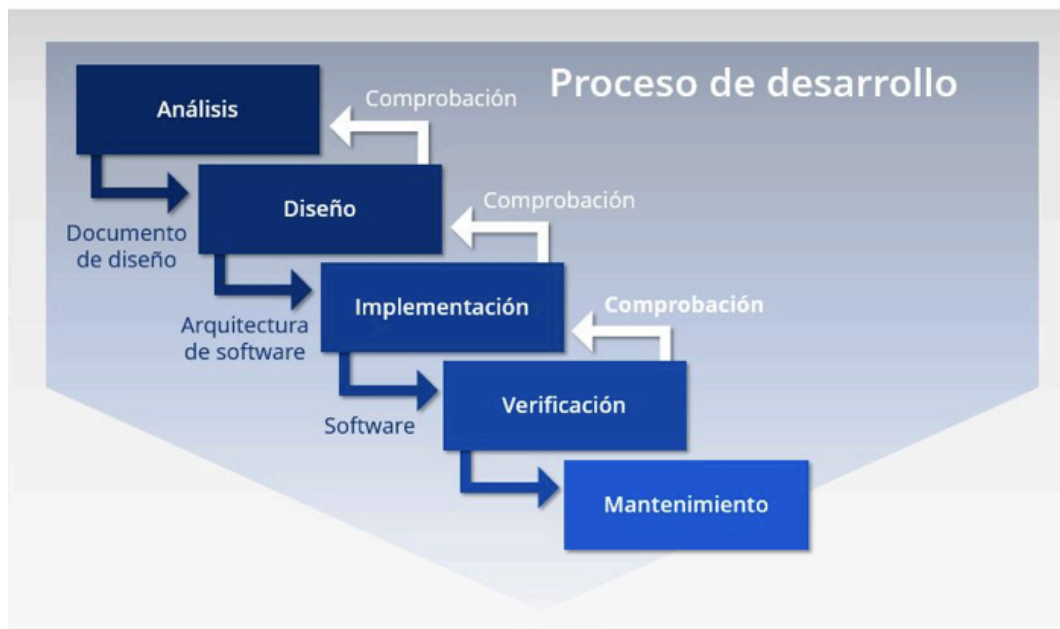 Proceso de desarrollo
Análisis
Comprobación
Documento
de diseño
Diseño
Comprobación
Arquitectura
de software
Implementación
Comprobación
Software
Verificación
Mantenimiento